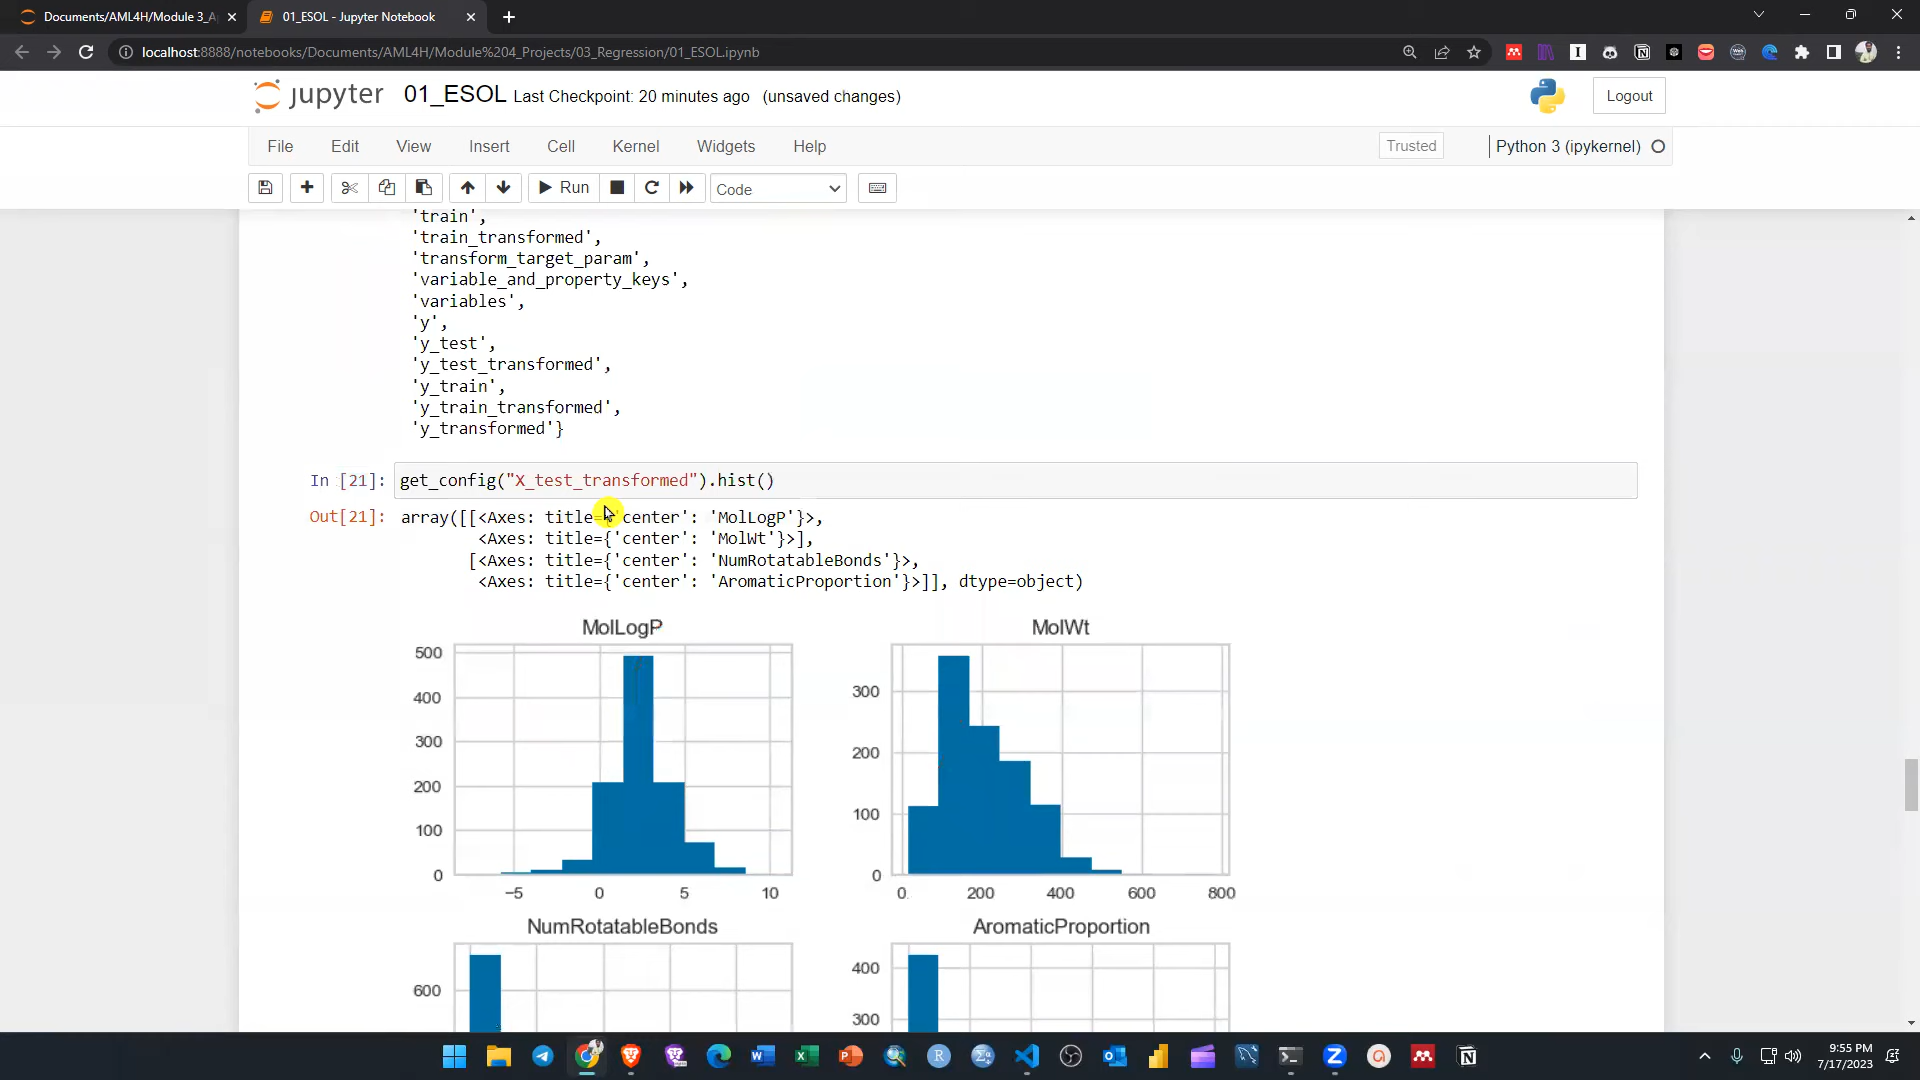 Documents/AML4H/Module 3_A
01_ESOL - Jupyter Notebook
localhost:8888/notebooks/Documents/AML4H/Module%204_Projects/03_Regression/01_ESOL.ipynb
jupyter 01_ESOL Last Checkpoint: 20 minutes ago (unsaved changes)
Logout
File Edit View Insert Cell Kernel Widgets Help
Trusted
Python 3 (ipykernel)
Run
Code
'train',
'train_transformed',
'transform_target_param',
'variable_and_property_keys',
'variables',
'y',
'y_test',
'y_test_transformed',
'y_train',
'y_train_transformed',
'y_transformed'}
In [21]: get_config("X_test_transformed").hist()
Out[21]: array([[<Axes: title={'center': 'MolLogP'}>,
<Axes: title={'center': 'MolWt'}>],
[<Axes: title={'center': 'NumRotatableBonds'}>,
<Axes: title={'center': 'AromaticProportion'}>]], dtype=object)
MolLogP
500
400
300
200
100
0
−5 0 5 10
MolWt
300
200
100
0
0 200 400 600 800
NumRotatableBonds
600
AromaticProportion
400
300
9:55 PM
7/17/2023